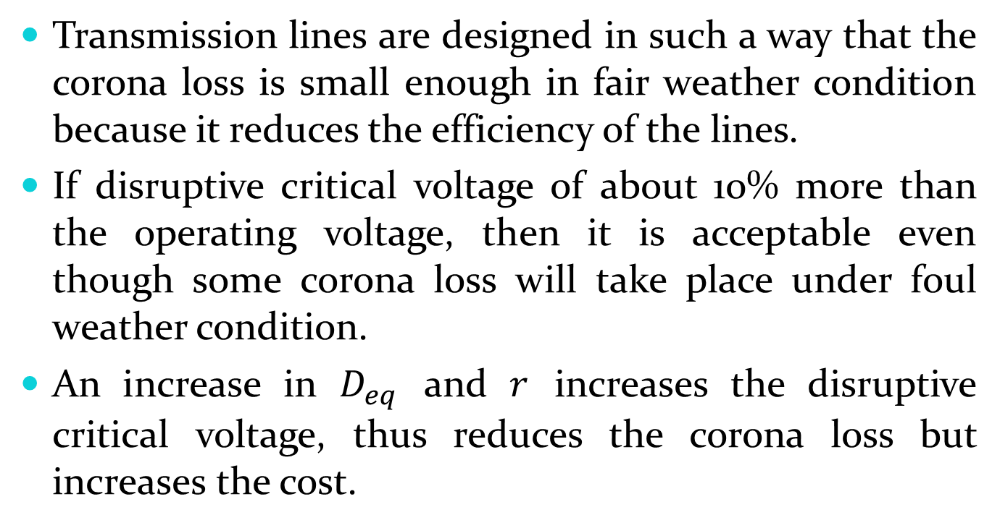 • Transmission lines are designed in such a way that the
corona loss is small enough in fair weather condition
because it reduces the efficiency of the lines.
• If disruptive critical voltage of about 10% more than
the operating voltage, then it is acceptable even
though some corona loss will take place under foul
weather condition.
• An increase in D_eq and r increases the disruptive
critical voltage, thus reduces the corona loss but
increases the cost.